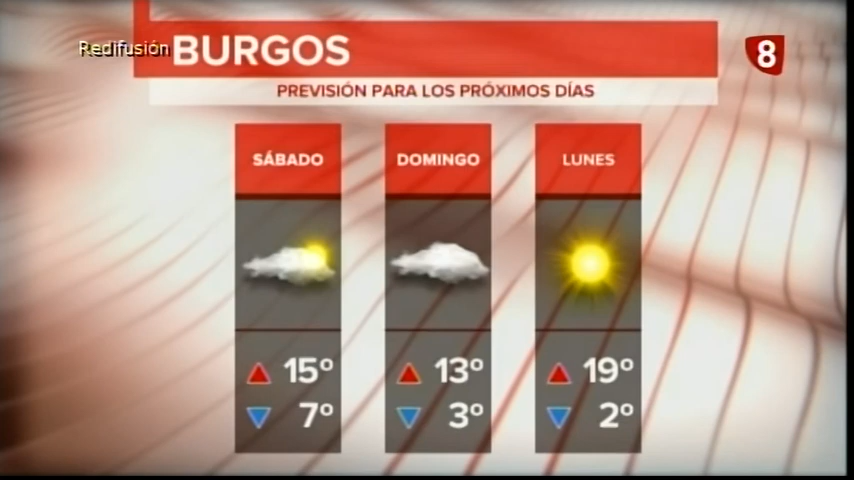 Redifusión
BURGOS
8
PREVISIÓN PARA LOS PRÓXIMOS DÍAS
SÁBADO
DOMINGO
LUNES
15º
13º
19º
7º
3º
2º